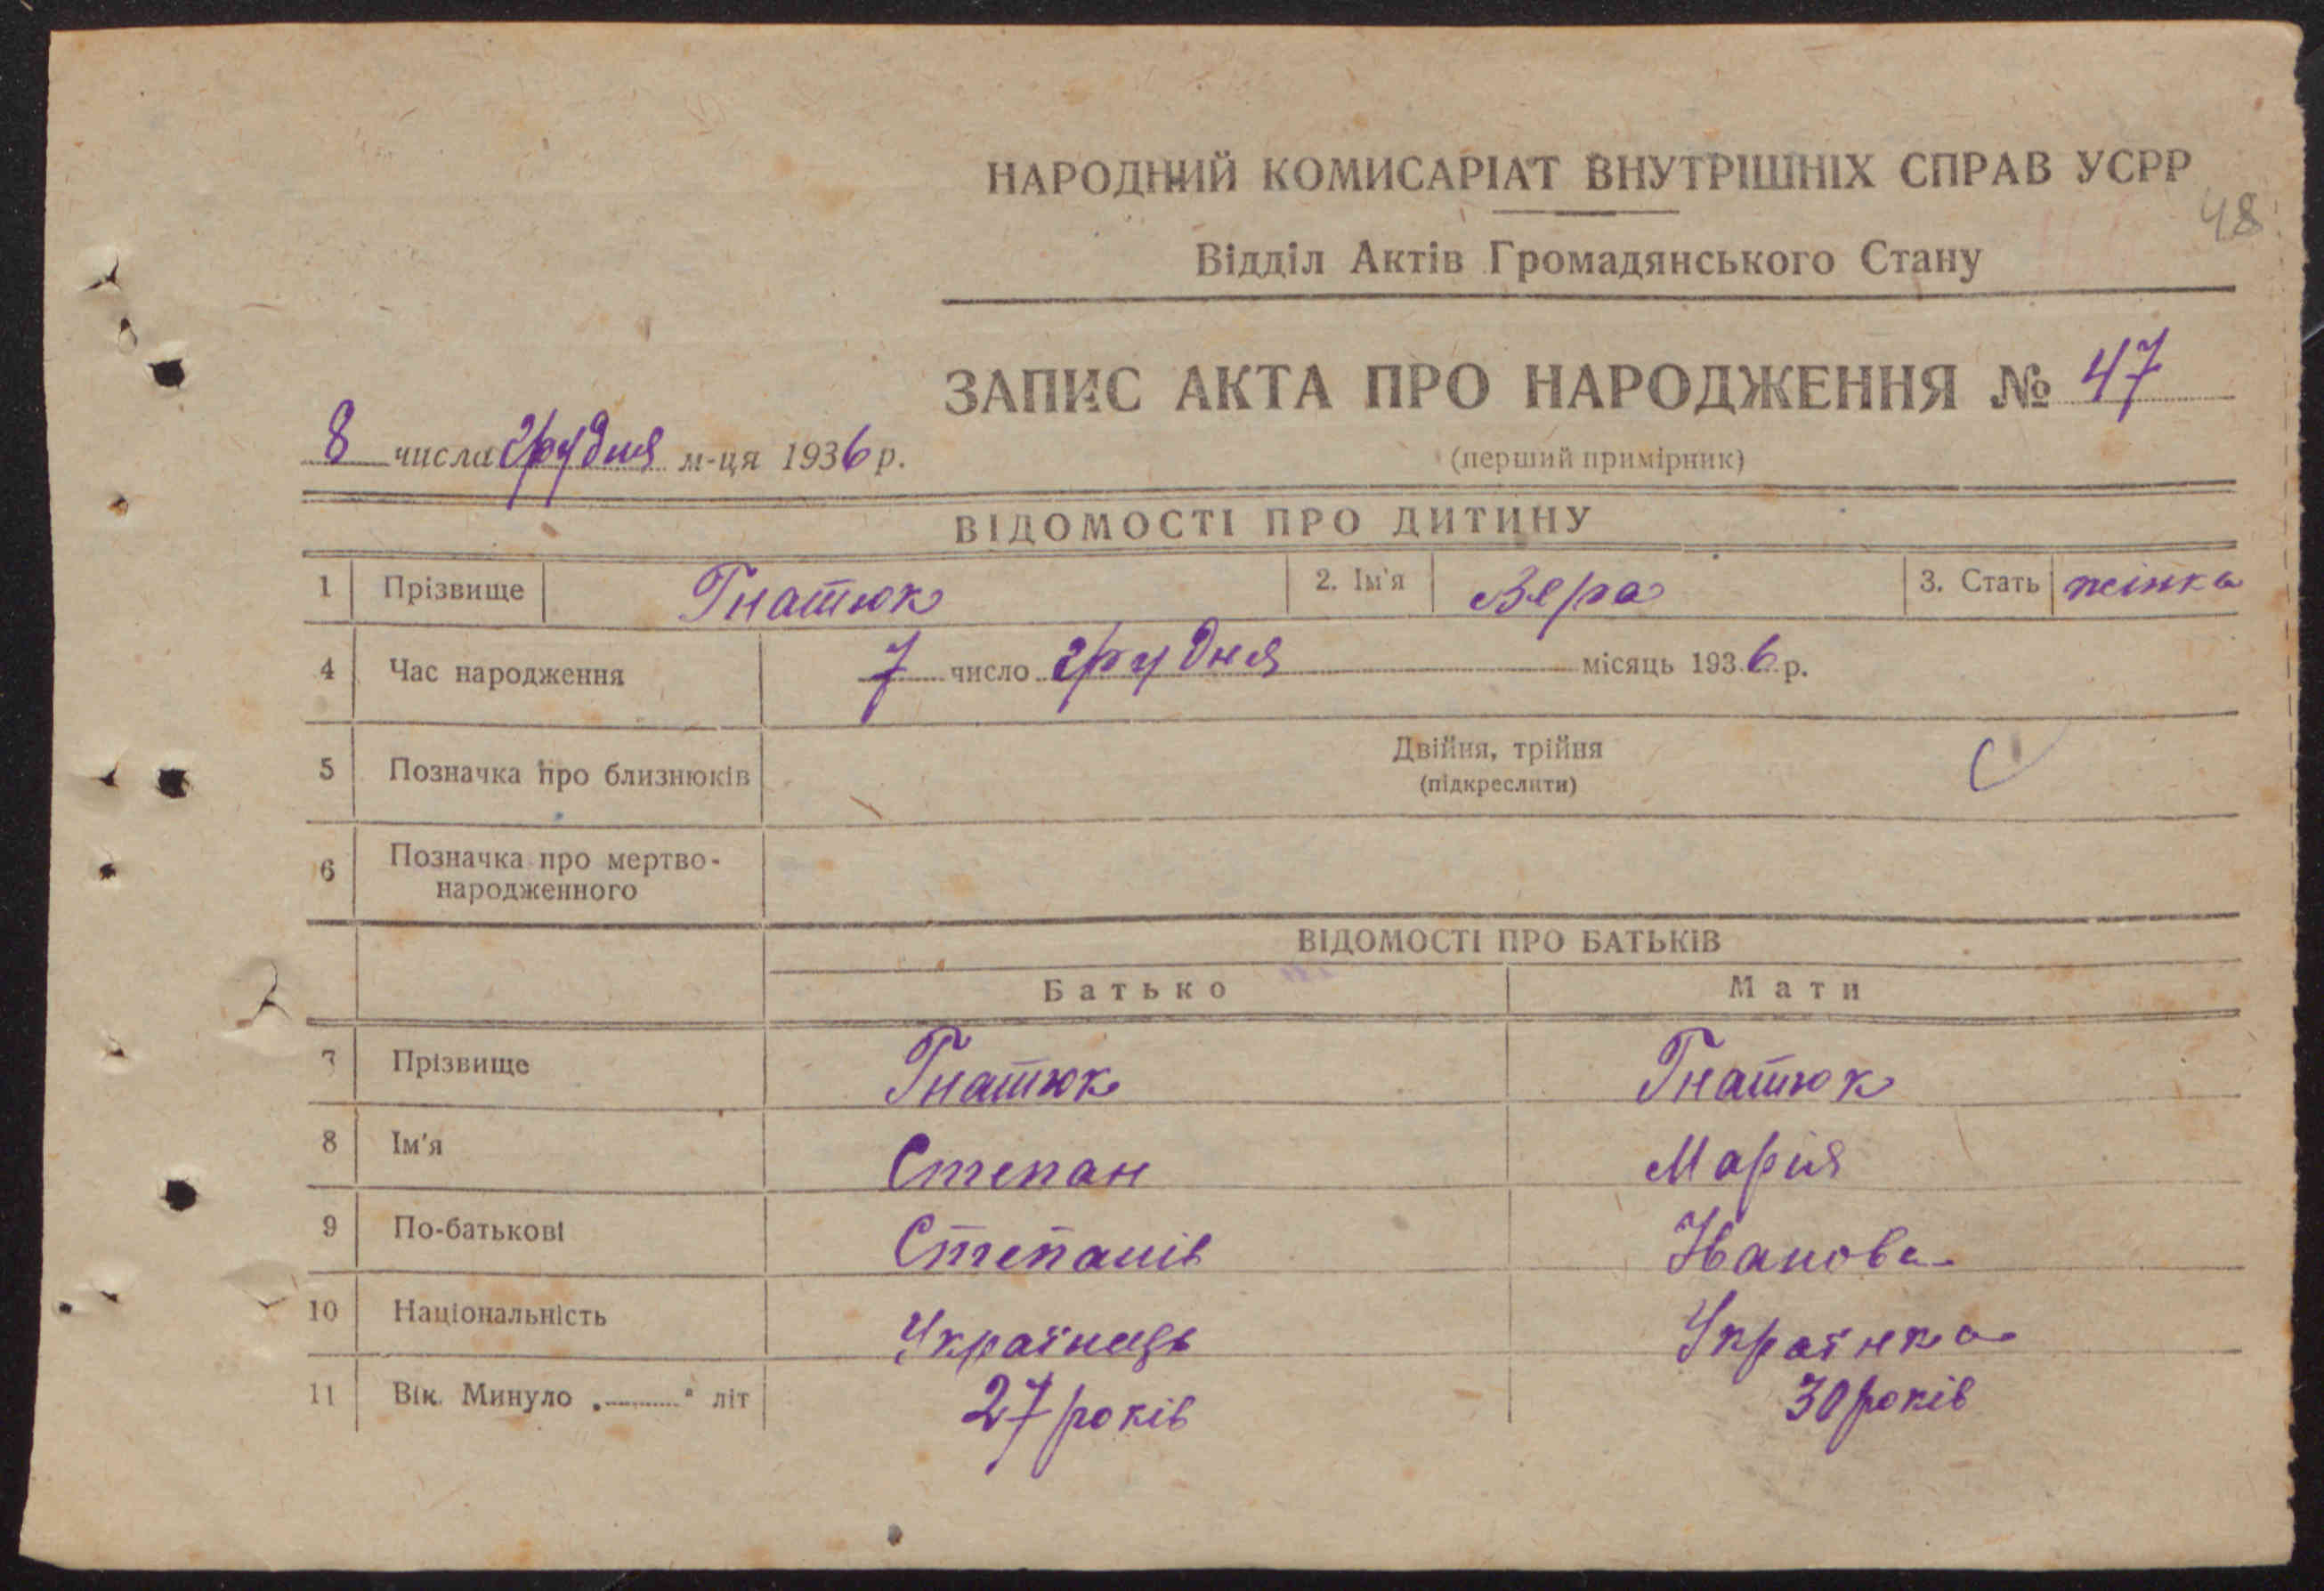 НАРОДНИЙ КОМИСАРІАТ ВНУТРІШНІХ СПРАВ УСРР
48
Відділ Актів Громадянського Стану
ЗАПИС АКТА ПРО НАРОДЖЕННЯ № 47
8 числа грудня м-ця 1936 р.
(перший примірник)
ВІДОМОСТІ ПРО ДИТИНУ
1 Прізвище Гнатюк 2. Ім'я Вера 3. Стать жінка
4 Час народження 7 число грудня місяць 1936 р.
5 Позначка про близнюків Двійня, трійня
(підкреслити)
6 Позначка про мертво-
народженного
ВІДОМОСТІ ПРО БАТЬКІВ
Батько Мати
7 Прізвище Гнатюк Гнатюк
8 Ім'я Степан Мария
9 По-батькові Степанів Іванова
10 Національність Українець Українка
11 Вік. Минуло „ “ літ 27 років 30 років